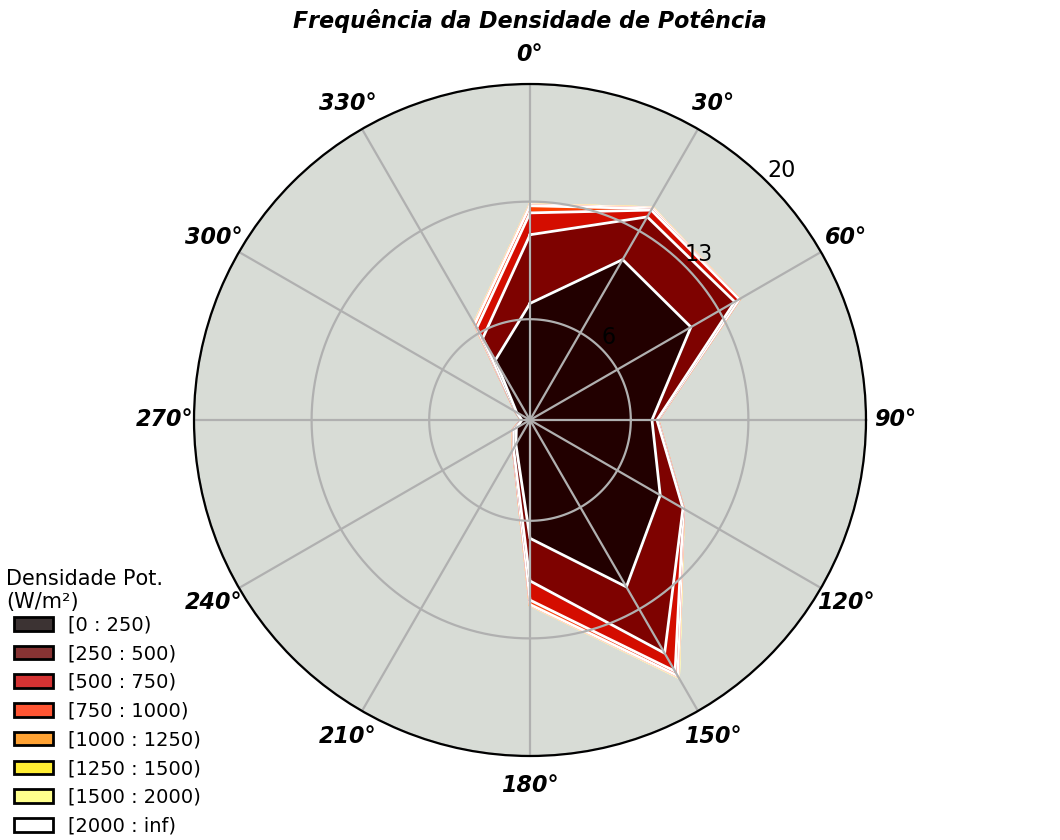 Frequência da Densidade de Potência
0°
330°
30°
20
300°
60°
13
6
270°
90°
240°
120°
210°
150°
180°
Densidade Pot.
(W/m²)
[0 : 250)
[250 : 500)
[500 : 750)
[750 : 1000)
[1000 : 1250)
[1250 : 1500)
[1500 : 2000)
[2000 : inf)